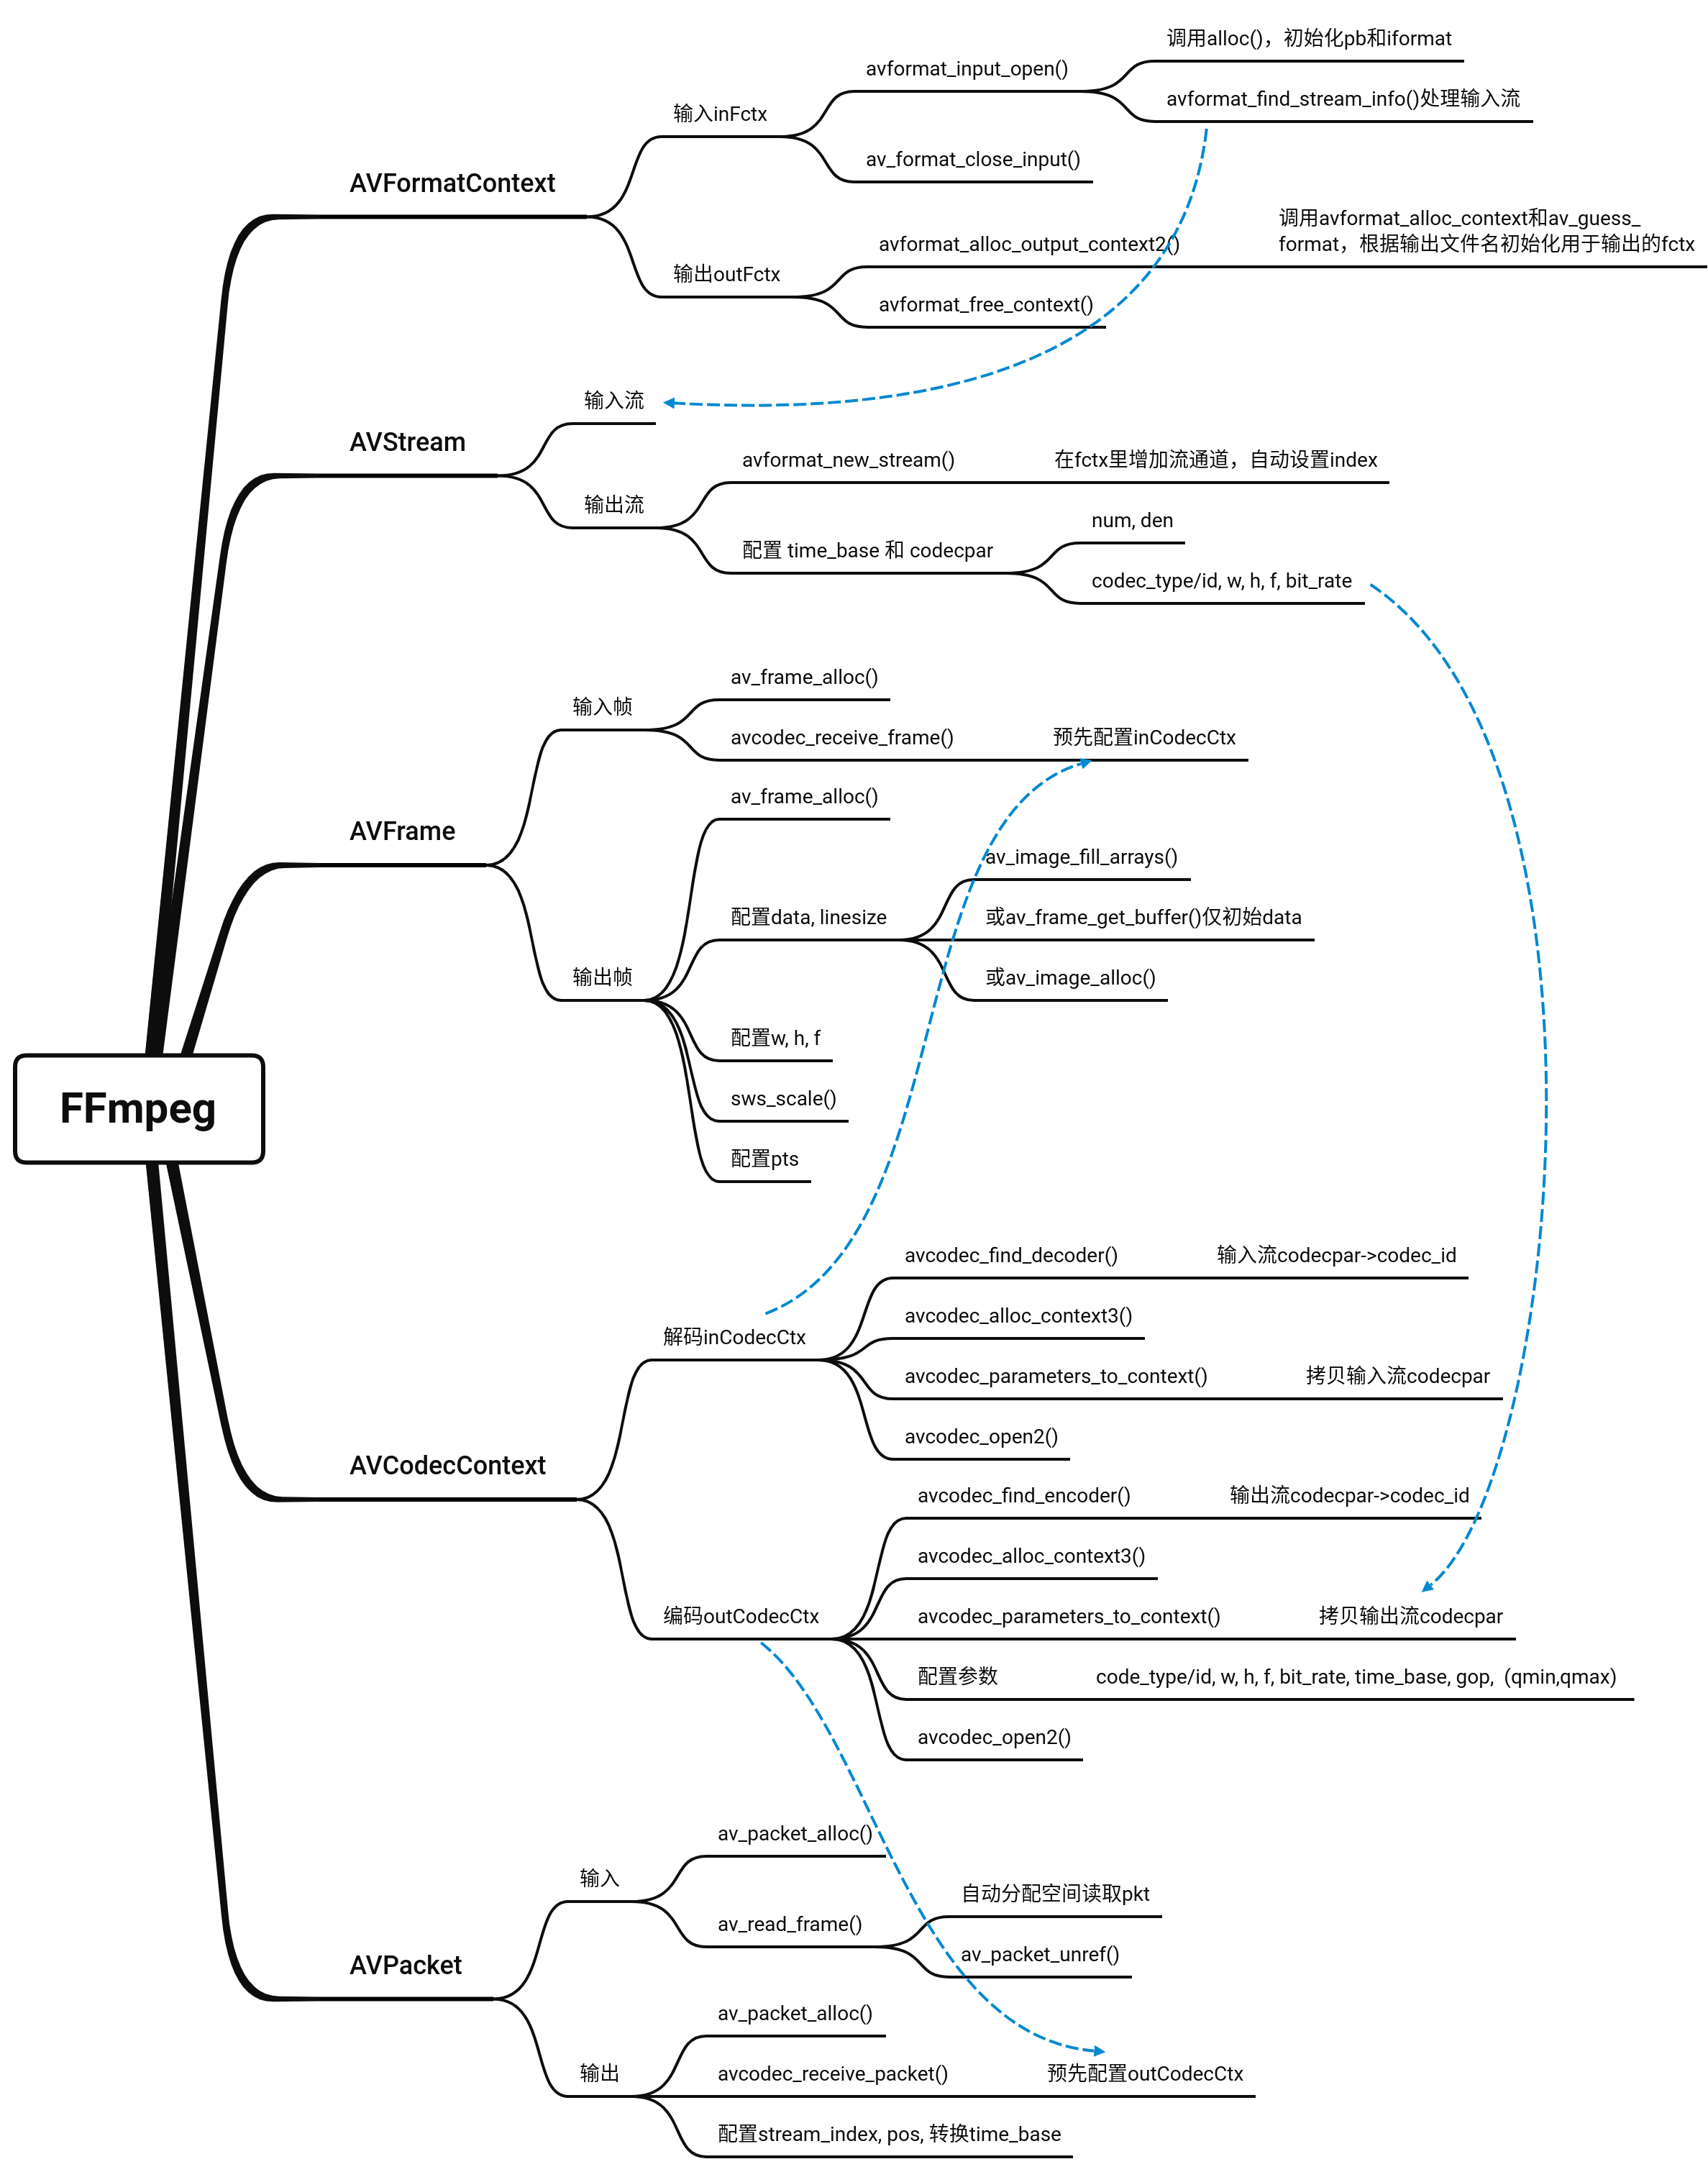 FFmpeg
AVFormatContext
输入inFctx
avformat_input_open()
调用alloc()，初始化pb和iformat
avformat_find_stream_info()处理输入流
av_format_close_input()
输出outFctx
avformat_alloc_output_context2()
调用avformat_alloc_context和av_guess_
format，根据输出文件名初始化用于输出的fctx
avformat_free_context()
AVStream
输入流
输出流
avformat_new_stream()
在fctx里增加流通道，自动设置index
配置 time_base 和 codecpar
num, den
codec_type/id, w, h, f, bit_rate
AVFrame
输入帧
av_frame_alloc()
avcodec_receive_frame()
预先配置inCodecCtx
输出帧
av_frame_alloc()
配置data, linesize
av_image_fill_arrays()
或av_frame_get_buffer()仅初始data
或av_image_alloc()
配置w, h, f
sws_scale()
配置pts
AVCodecContext
解码inCodecCtx
avcodec_find_decoder()
输入流codecpar->codec_id
avcodec_alloc_context3()
avcodec_parameters_to_context()
拷贝输入流codecpar
avcodec_open2()
编码outCodecCtx
avcodec_find_encoder()
输出流codecpar->codec_id
avcodec_alloc_context3()
avcodec_parameters_to_context()
拷贝输出流codecpar
配置参数
code_type/id, w, h, f, bit_rate, time_base, gop, (qmin,qmax)
avcodec_open2()
AVPacket
输入
av_packet_alloc()
av_read_frame()
自动分配空间读取pkt
av_packet_unref()
输出
av_packet_alloc()
avcodec_receive_packet()
预先配置outCodecCtx
配置stream_index, pos, 转换time_base